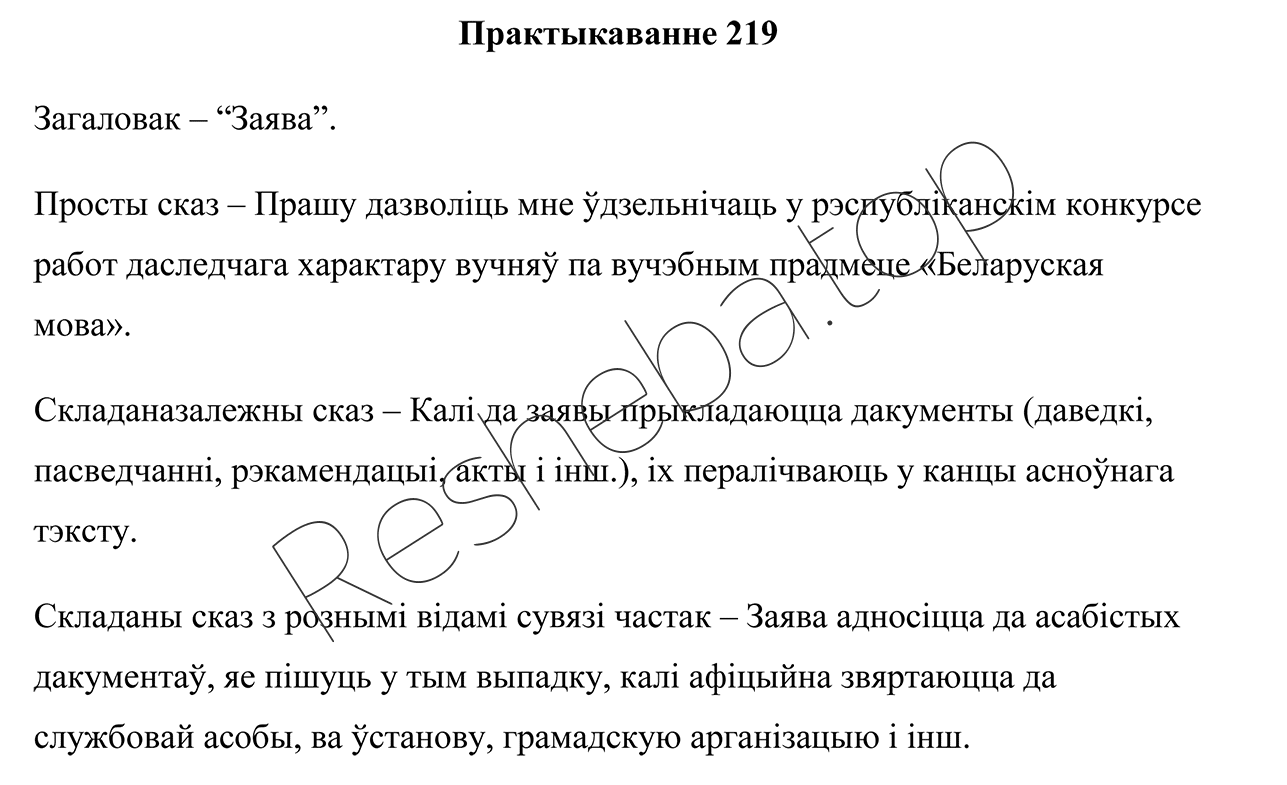 Практыкаванне 219
Загаловак – “Заява”.
Просты сказ – Прашу дазволіць мне ўдзельнічаць у рэспубліканскім конкурсе
работ даследчага характару вучняў па вучэбным прадмеце «Беларуская
мова».
Складаназалежны сказ – Калі да заявы прыкладаюцца дакументы (даведкі,
пасведчанні, рэкамендацыі, акты і інш.), іх пералічваюць у канцы асноўнага
тэксту.
Складаны сказ з рознымі відамі сувязі частак – Заява адносіцца да асабістых
дакументаў, яе пішуць у тым выпадку, калі афіцыйна звяртаюцца да
службовай асобы, ва ўстанову, грамадскую арганізацыю і інш.
Resheba.top